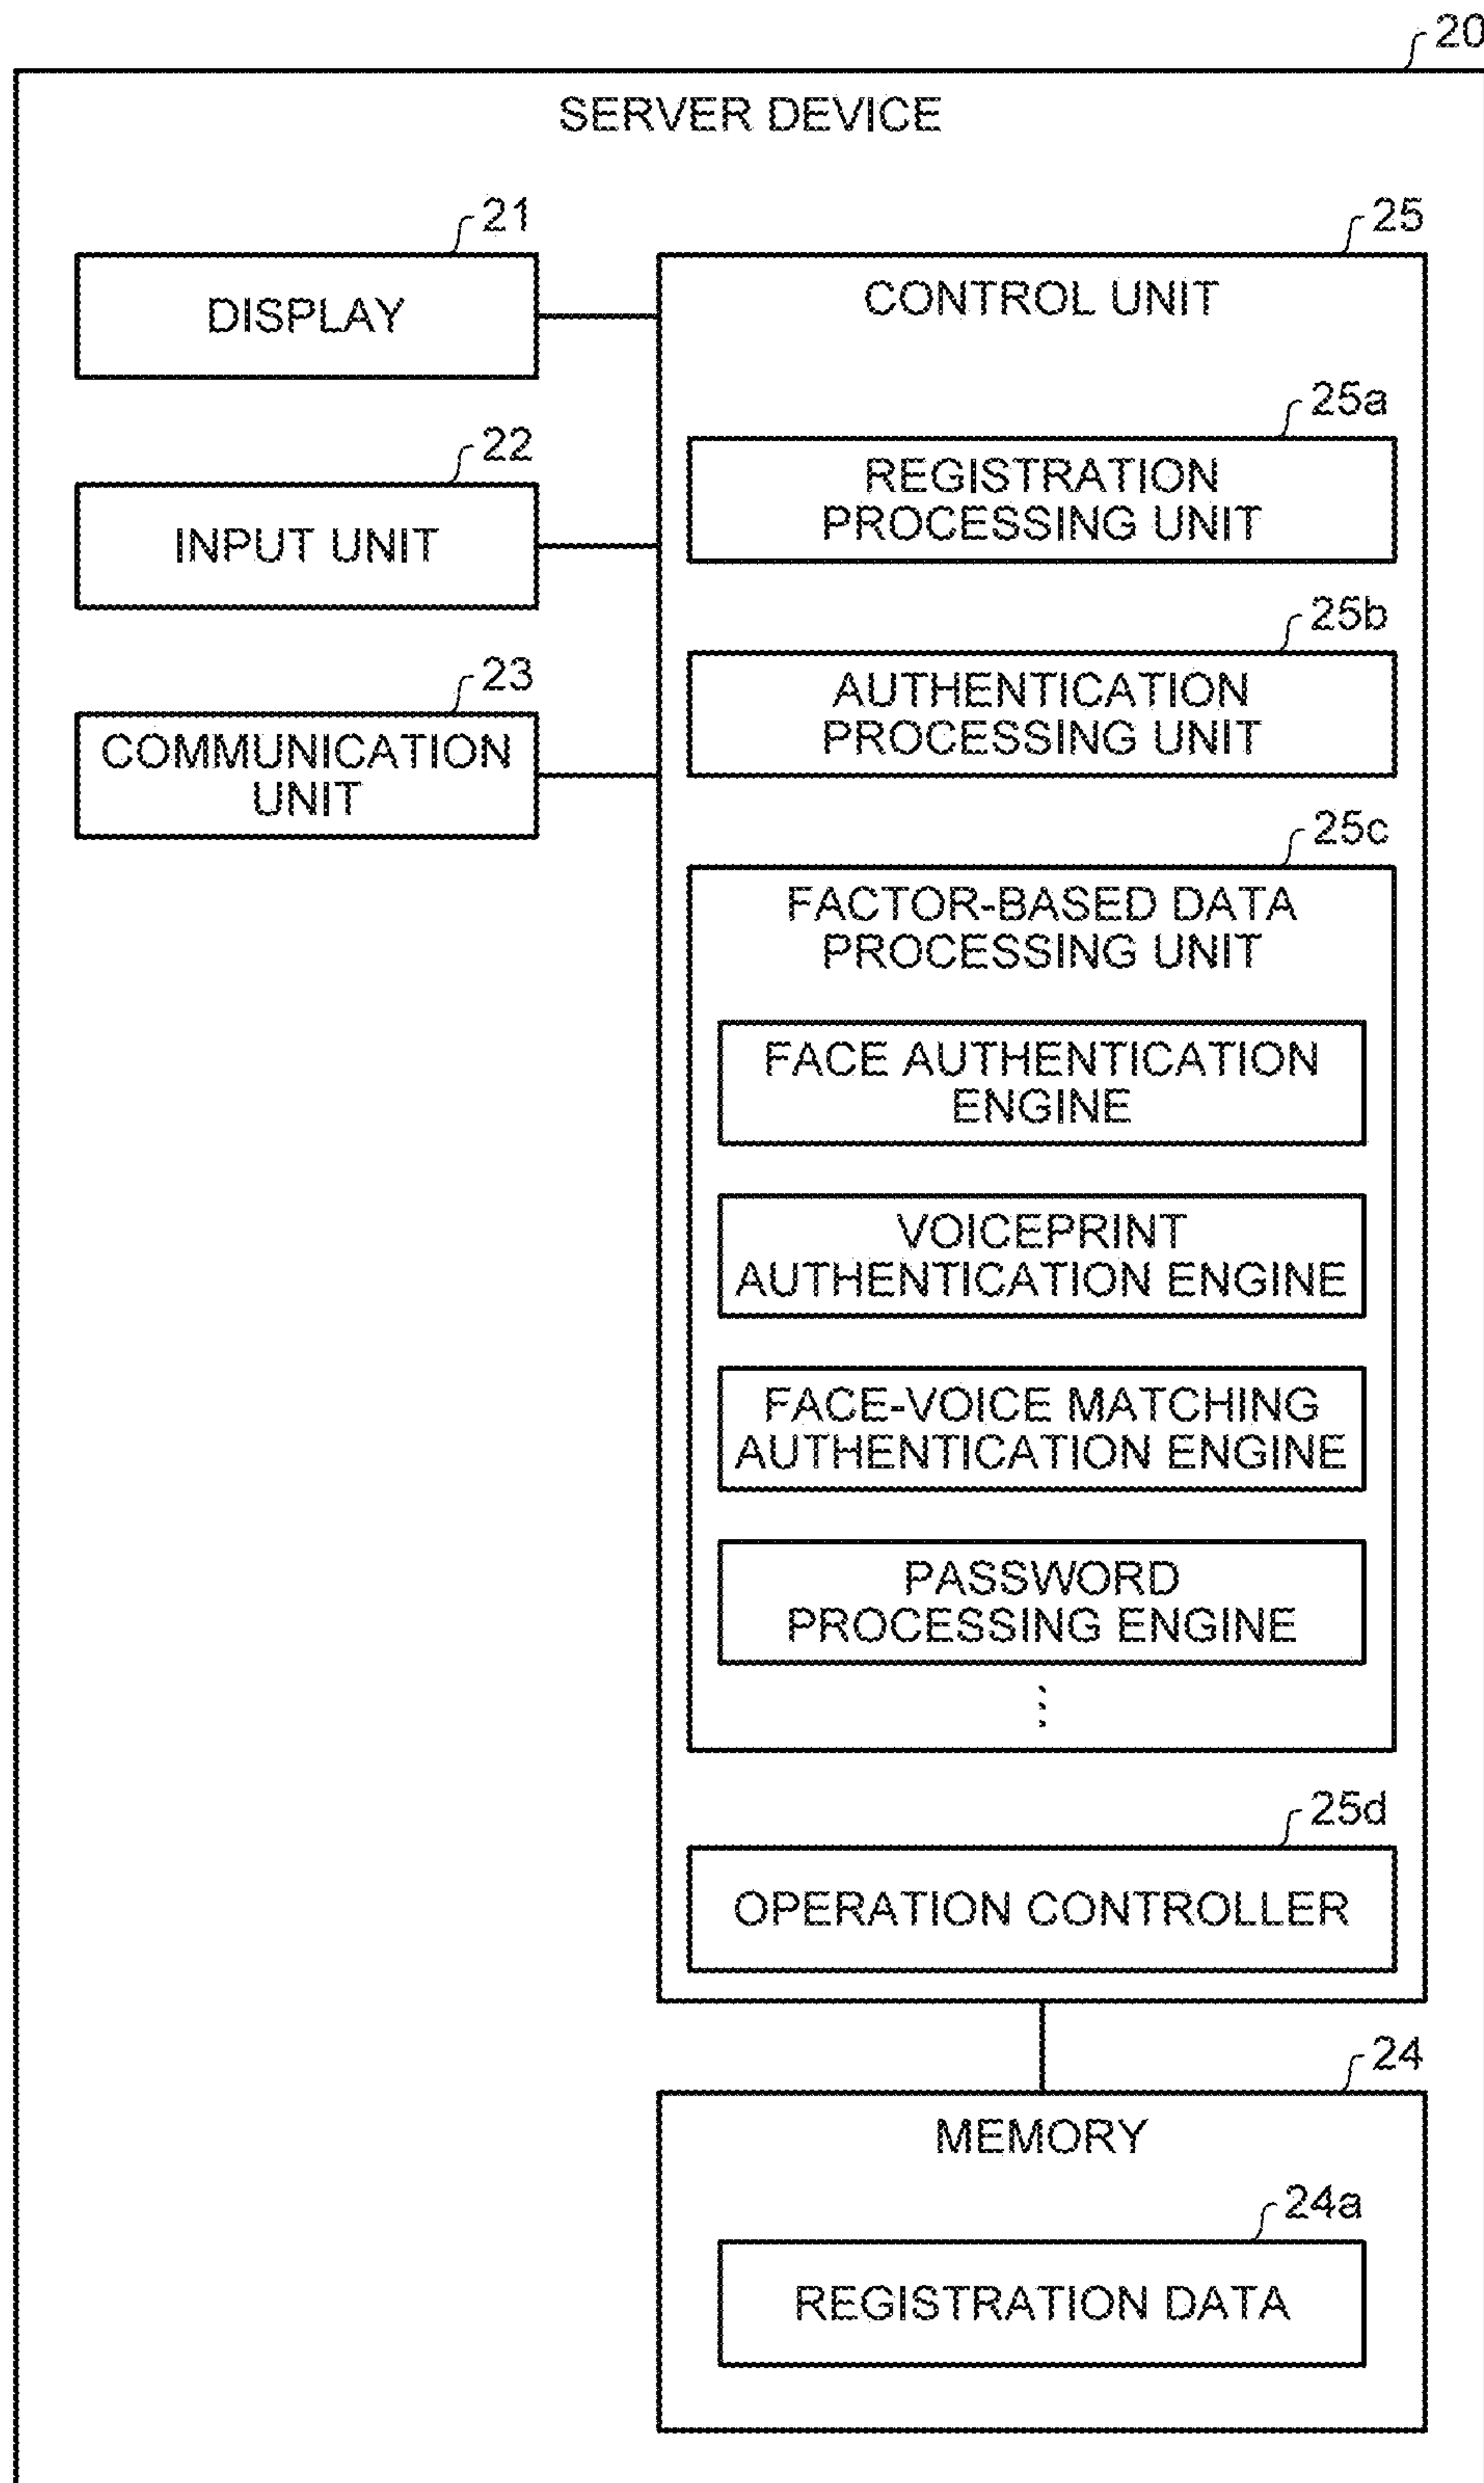 20
SERVER DEVICE
21
DISPLAY
22
INPUT UNIT
23
COMMUNICATION
UNIT
25
CONTROL UNIT
25a
REGISTRATION
PROCESSING UNIT
25b
AUTHENTICATION
PROCESSING UNIT
25c
FACTOR-BASED DATA
PROCESSING UNIT
FACE AUTHENTICATION
ENGINE
VOICEPRINT
AUTHENTICATION ENGINE
FACE-VOICE MATCHING
AUTHENTICATION ENGINE
PASSWORD
PROCESSING ENGINE
⋮
25d
OPERATION CONTROLLER
24
MEMORY
24a
REGISTRATION DATA